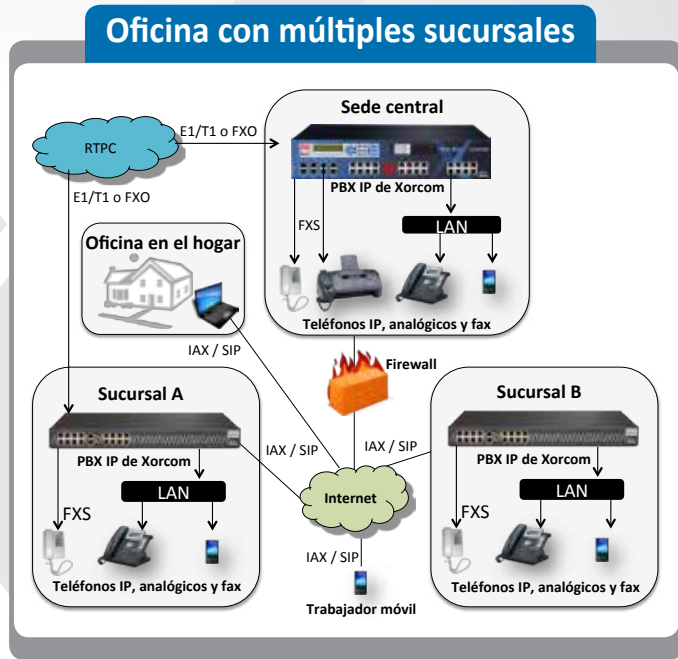 Oficina con múltiples sucursales
Sede central
E1/T1 o FXO
RTPC
PBX IP de Xorcom
E1/T1 o FXO
FXS
LAN
Oficina en el hogar
Teléfonos IP, analógicos y fax
IAX / SIP
Firewall
Sucursal A
Sucursal B
IAX / SIP
IAX / SIP
PBX IP de Xorcom
PBX IP de Xorcom
LAN
Internet
LAN
FXS
FXS
IAX / SIP
Teléfonos IP, analógicos y fax
Teléfonos IP, analógicos y fax
Trabajador móvil